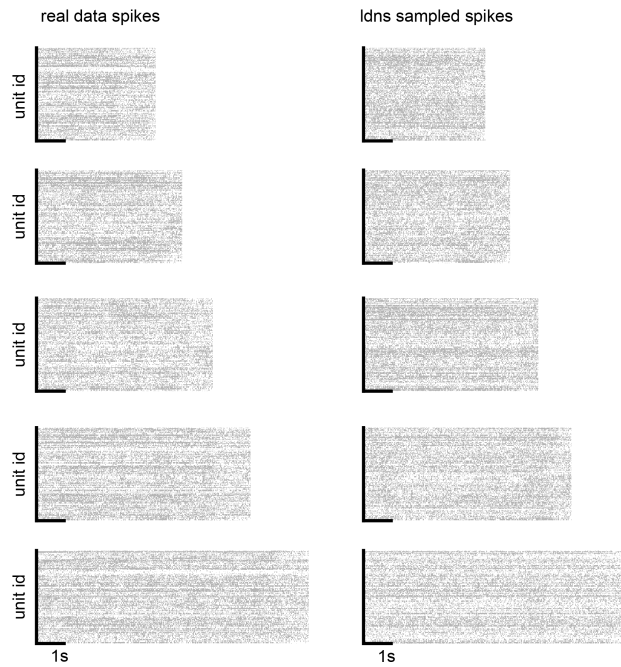 real data spikes
ldns sampled spikes
unit id
unit id
unit id
unit id
unit id
1s
1s